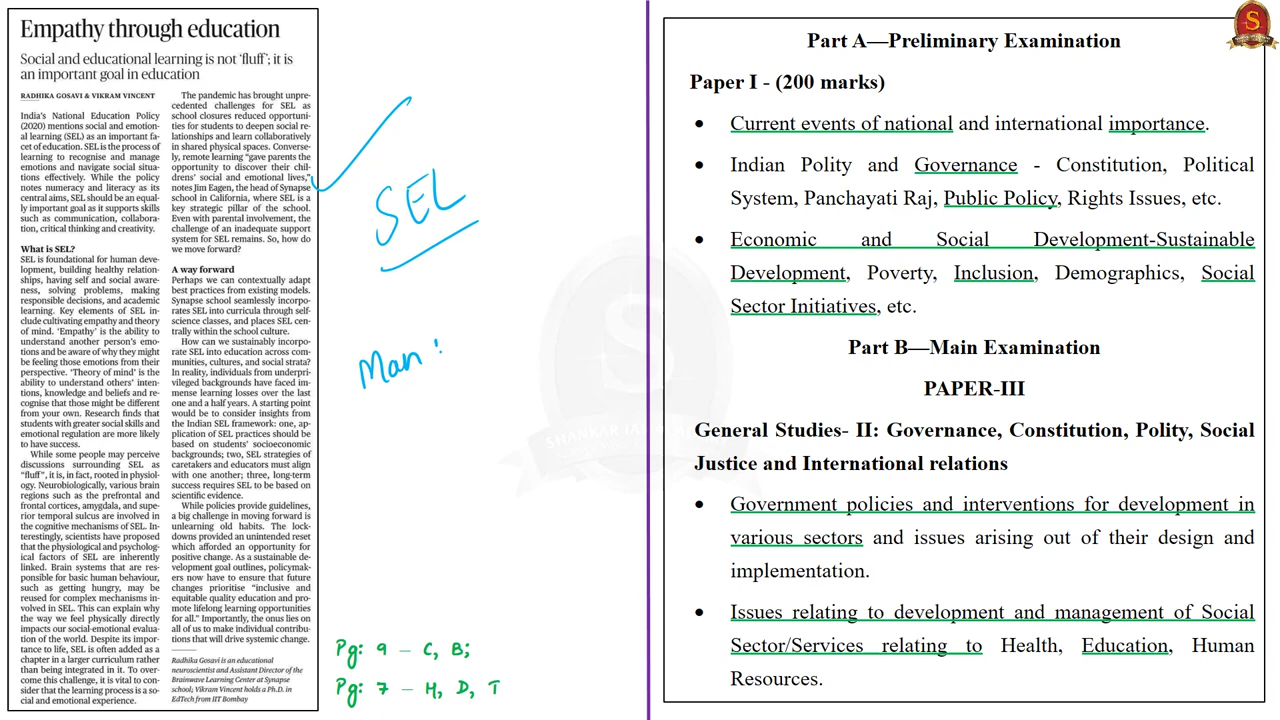 Empathy through education
Social and educational learning is not 'fluff'; it is
an important goal in education
RADHIKA GOSAVI & VIKRAM VINCENT
India's National Education Policy
(2020) mentions social and emotion-
al learning (SEL) as an important fa-
cet of education. SEL is the process of
learning to recognise and manage
emotions and navigate social situa-
tions effectively. While the policy
notes numeracy and literacy as its
central aims, SEL should be an equal-
ly important goal as it supports skills
such as communication, collabora-
tion, critical thinking and creativity.
What is SEL?
SEL is foundational for human deve-
lopment, building healthy relation-
ships, having self and social aware-
ness, solving problems, making
responsible decisions, and academic
learning. Key elements of SEL in-
clude cultivating empathy and theory
of mind. 'Empathy' is the ability to
understand another person's emo-
tions and be aware of why they might
be feeling those emotions from their
perspective. 'Theory of mind' is the
ability to understand others' inten-
tions, knowledge and beliefs and re-
cognise that those might be different
from your own. Research finds that
students with greater social skills and
emotional regulation are more likely
to have success.
While some people may perceive
discussions surrounding SEL as
"fluff", it is, in fact, rooted in physiol-
ogy. Neurobiologically, various brain
regions such as the prefrontal and
frontal cortices, amygdala, and supe-
rior temporal sulcus are involved in
the cognitive mechanisms of SEL. In-
terestingly, scientists have proposed
that the physiological and psycholog-
ical factors of SEL are inherently
linked. Brain systems that are res-
ponsible for basic human behaviour,
such as getting hungry, may be
reused for complex mechanisms in-
volved in SEL. This can explain why
the way we feel physically directly
impacts our social-emotional evalua-
tion of the world. Despite its impor-
tance to life, SEL is often added as a
chapter in a larger curriculum rather
than being integrated in it. To over-
come this challenge, it is vital to con-
sider that the learning process is a so-
cial and emotional experience.
The pandemic has brought unpre-
cedented challenges for SEL as
school closures reduced opportuni-
ties for students to deepen social re-
lationships and learn collaboratively
in shared physical spaces. Converse-
ly, remote learning "gave parents the
opportunity to discover their chil-
drens' social and emotional lives,"
notes Jim Eagen, the head of Synapse
school in California, where SEL is a
key strategic pillar of the school.
Even with parental involvement, the
challenge of an inadequate support
system for SEL remains. So, how do
we move forward?
A way forward
Perhaps we can contextually adapt
best practices from existing models.
Synapse school seamlessly incorpo-
rates SEL into curricula through self-
science classes, and places SEL cen-
trally within the school culture.
How can we sustainably incorpo-
rate SEL into education across com-
munities, cultures, and social strata?
In reality, individuals from underpri-
vileged backgrounds have faced im-
mense learning losses over the last
one and a half years. A starting point
would be to consider insights from
the Indian SEL framework: one, ap-
plication of SEL practices should be
based on students' socioeconomic
backgrounds; two, SEL strategies of
caretakers and educators must align
with one another; three, long-term
success requires SEL to be based on
scientific evidence.
While policies provide guidelines,
a big challenge in moving forward is
unlearning old habits. The lock-
downs provided an unintended reset
which afforded an opportunity for
positive change. As a sustainable de-
velopment goal outlines, policymak-
ers now have to ensure that future
changes prioritise "inclusive and
equitable quality education and pro-
mote lifelong learning opportunities
for all." Importantly, the onus lies on
all of us to make individual contribu-
tions that will drive systemic change.
Radhika Gosavi is an educational
neuroscientist and Assistant Director of the
Brainwave Learning Center at Synapse
school; Vikram Vincent holds a Ph.D. in
EdTech from IIT Bombay
SEL
Man :
Pg: 9 – C, B;
Pg: 7 – H, D, T
Part A—Preliminary Examination
Paper I - (200 marks)
• Current events of national and international importance.
• Indian Polity and Governance - Constitution, Political
System, Panchayati Raj, Public Policy, Rights Issues, etc.
• Economic and Social Development-Sustainable
Development, Poverty, Inclusion, Demographics, Social
Sector Initiatives, etc.
Part B—Main Examination
PAPER-III
General Studies- II: Governance, Constitution, Polity, Social
Justice and International relations
• Government policies and interventions for development in
various sectors and issues arising out of their design and
implementation.
• Issues relating to development and management of Social
Sector/Services relating to Health, Education, Human
Resources.